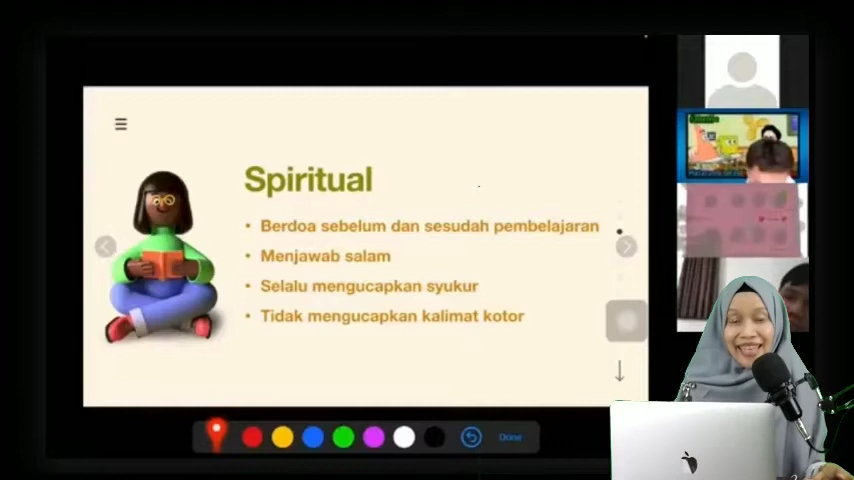 Spiritual
• Berdoa sebelum dan sesudah pembelajaran
• Menjawab salam
• Selalu mengucapkan syukur
• Tidak mengucapkan kalimat kotor
Done